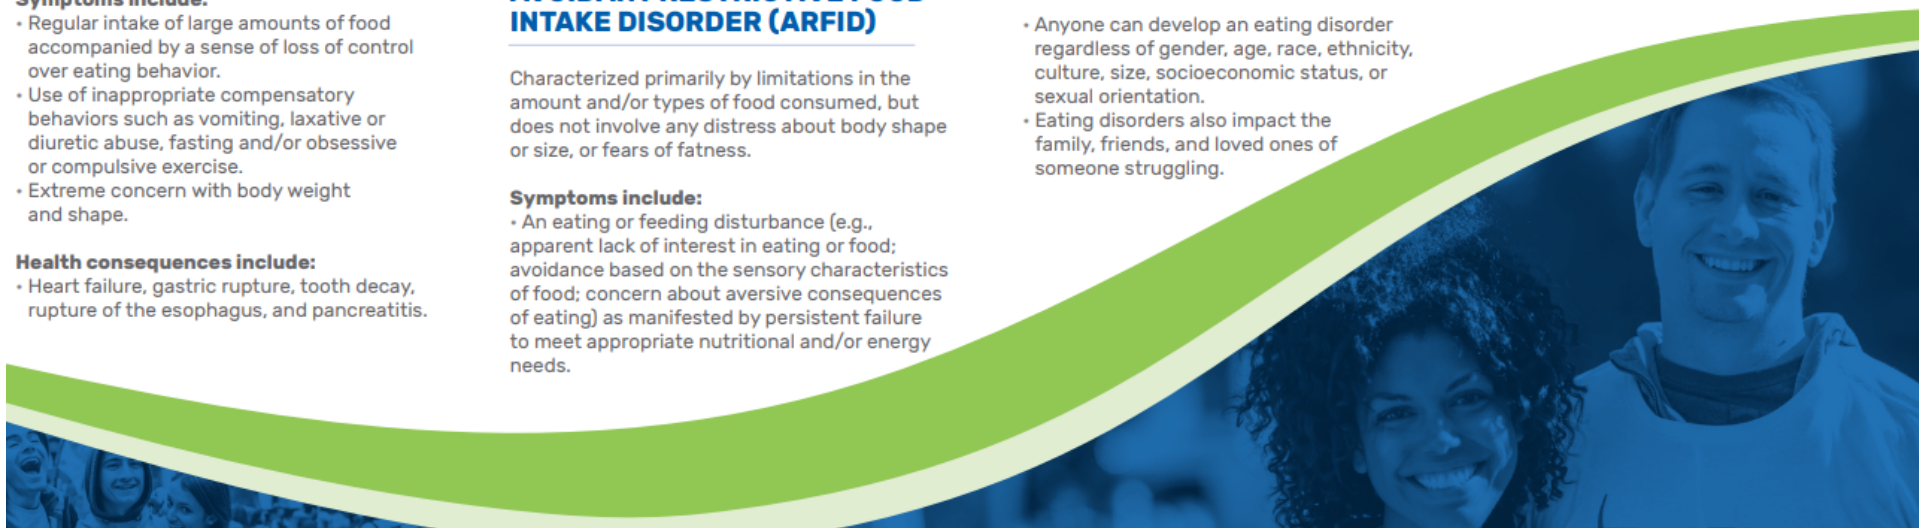 Symptoms include:
• Regular intake of large amounts of food
accompanied by a sense of loss of control
over eating behavior.
• Use of inappropriate compensatory
behaviors such as vomiting, laxative or
diuretic abuse, fasting and/or obsessive
or compulsive exercise.
• Extreme concern with body weight
and shape.
Health consequences include:
• Heart failure, gastric rupture, tooth decay,
rupture of the esophagus, and pancreatitis.
AVOIDANT RESTRICTIVE FOOD
INTAKE DISORDER (ARFID)
Characterized primarily by limitations in the
amount and/or types of food consumed, but
does not involve any distress about body shape
or size, or fears of fatness.
Symptoms include:
• An eating or feeding disturbance (e.g.,
apparent lack of interest in eating or food;
avoidance based on the sensory characteristics
of food; concern about aversive consequences
of eating) as manifested by persistent failure
to meet appropriate nutritional and/or energy
needs.
• Anyone can develop an eating disorder
regardless of gender, age, race, ethnicity,
culture, size, socioeconomic status, or
sexual orientation.
• Eating disorders also impact the
family, friends, and loved ones of
someone struggling.